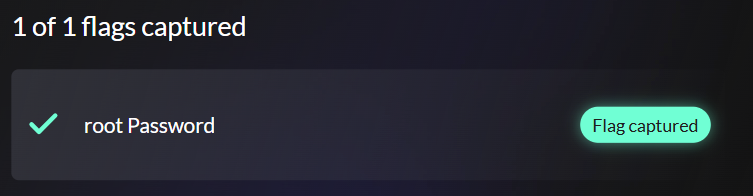 1 of 1 flags captured
root Password
Flag captured